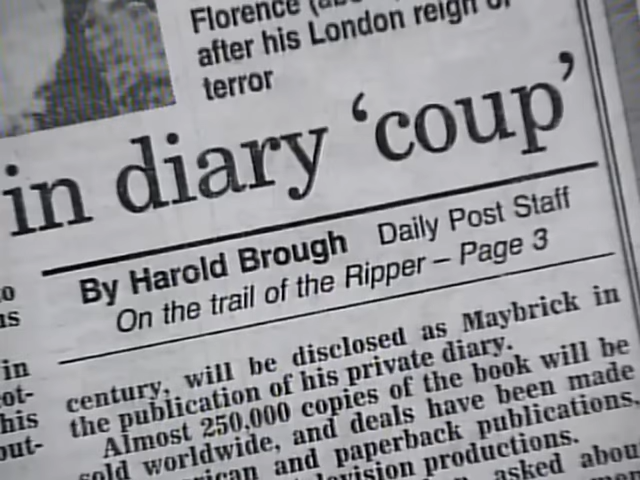 Florence
after his London reign of
terror
in diary ‘coup’
By Harold Brough Daily Post Staff
On the trail of the Ripper – Page 3
in
his
century, will be disclosed as Maybrick in
the publication of his private diary.
Almost 250,000 copies of the book will be
sold worldwide, and deals have been made
and paperback publications,
productions.
asked